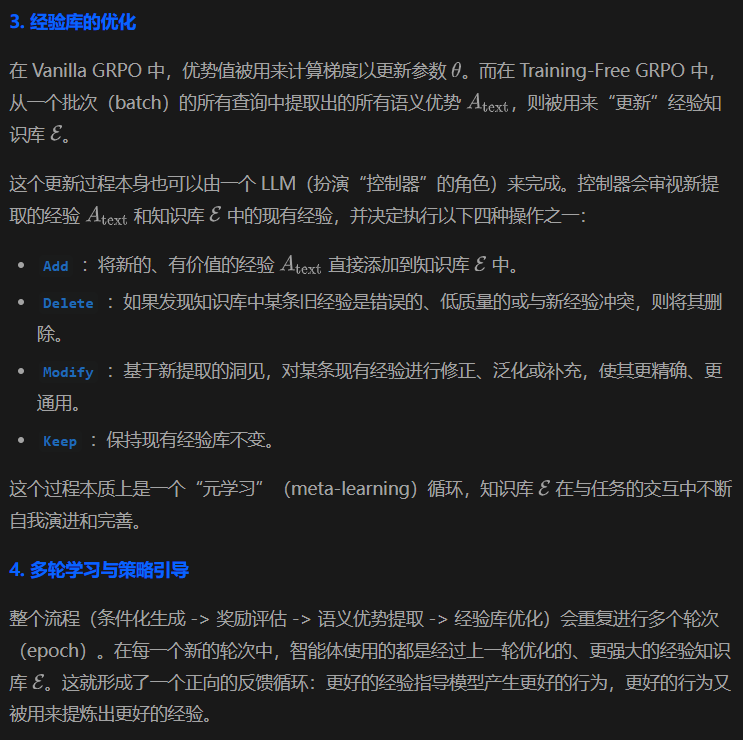 3. 经验库的优化
在 Vanilla GRPO 中，优势值被用来计算梯度以更新参数 θ。而在 Training-Free GRPO 中，
从一个批次（batch）的所有查询中提取出的所有语义优势 A_text，则被用来“更新”经验知
识库 ℰ。
这个更新过程本身也可以由一个 LLM（扮演“控制器”的角色）来完成。控制器会审视新提
取的经验 A_text 和知识库 ℰ 中的现有经验，并决定执行以下四种操作之一：
• Add ：将新的、有价值的经验 A_text 直接添加到知识库 ℰ 中。
• Delete ：如果发现知识库中某条旧经验是错误的、低质量的或与新经验冲突，则将其删
除。
• Modify ：基于新提取的洞见，对某条现有经验进行修正、泛化或补充，使其更精确、更
通用。
• Keep ：保持现有经验库不变。
这个过程本质上是一个“元学习”（meta-learning）循环，知识库 ℰ 在与任务的交互中不断
自我演进和完善。
4. 多轮学习与策略引导
整个流程（条件化生成 -> 奖励评估 -> 语义优势提取 -> 经验库优化）会重复进行多个轮次
（epoch）。在每一个新的轮次中，智能体使用的都是经过上一轮优化的、更强大的经验知识
库 ℰ。这就形成了一个正向的反馈循环：更好的经验指导模型产生更好的行为，更好的行为又
被用来提炼出更好的经验。